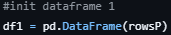 #init dataframe 1
df1 = pd.DataFrame(rowsP)